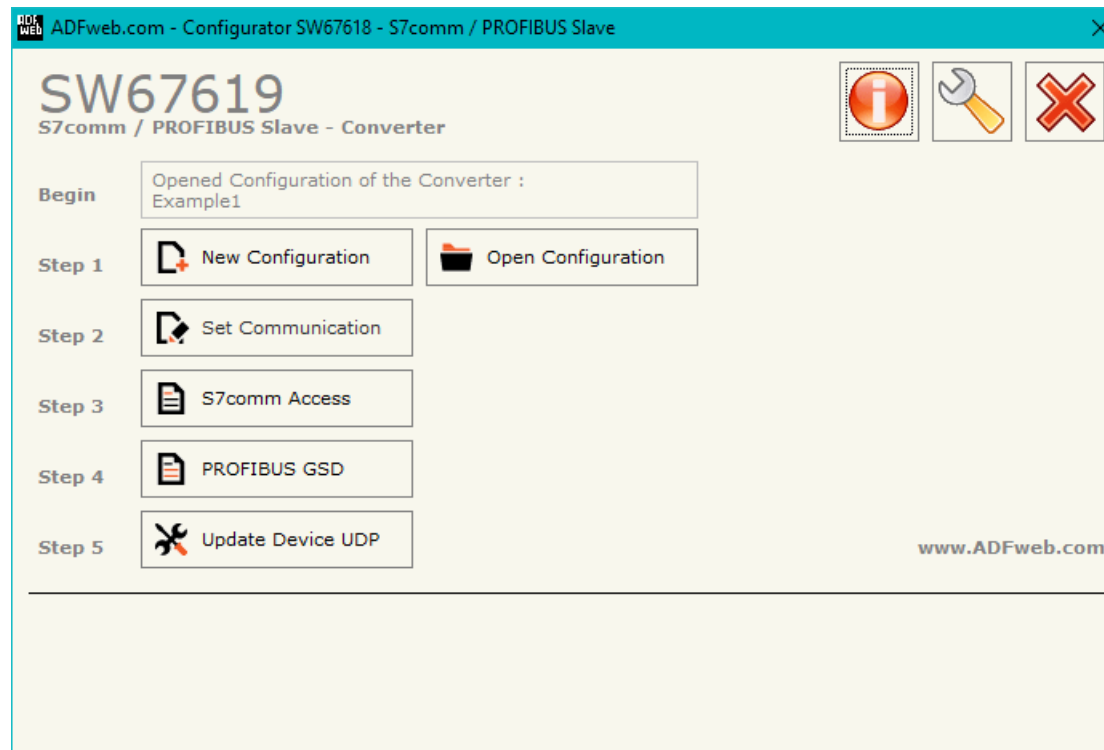 ADF
WEB
ADFweb.com - Configurator SW67618 - S7comm / PROFIBUS Slave
SW67619
S7comm / PROFIBUS Slave - Converter
Begin
Opened Configuration of the Converter :
Example1
Step 1
New Configuration
Open Configuration
Step 2
Set Communication
Step 3
S7comm Access
Step 4
PROFIBUS GSD
Step 5
Update Device UDP
www.ADFweb.com